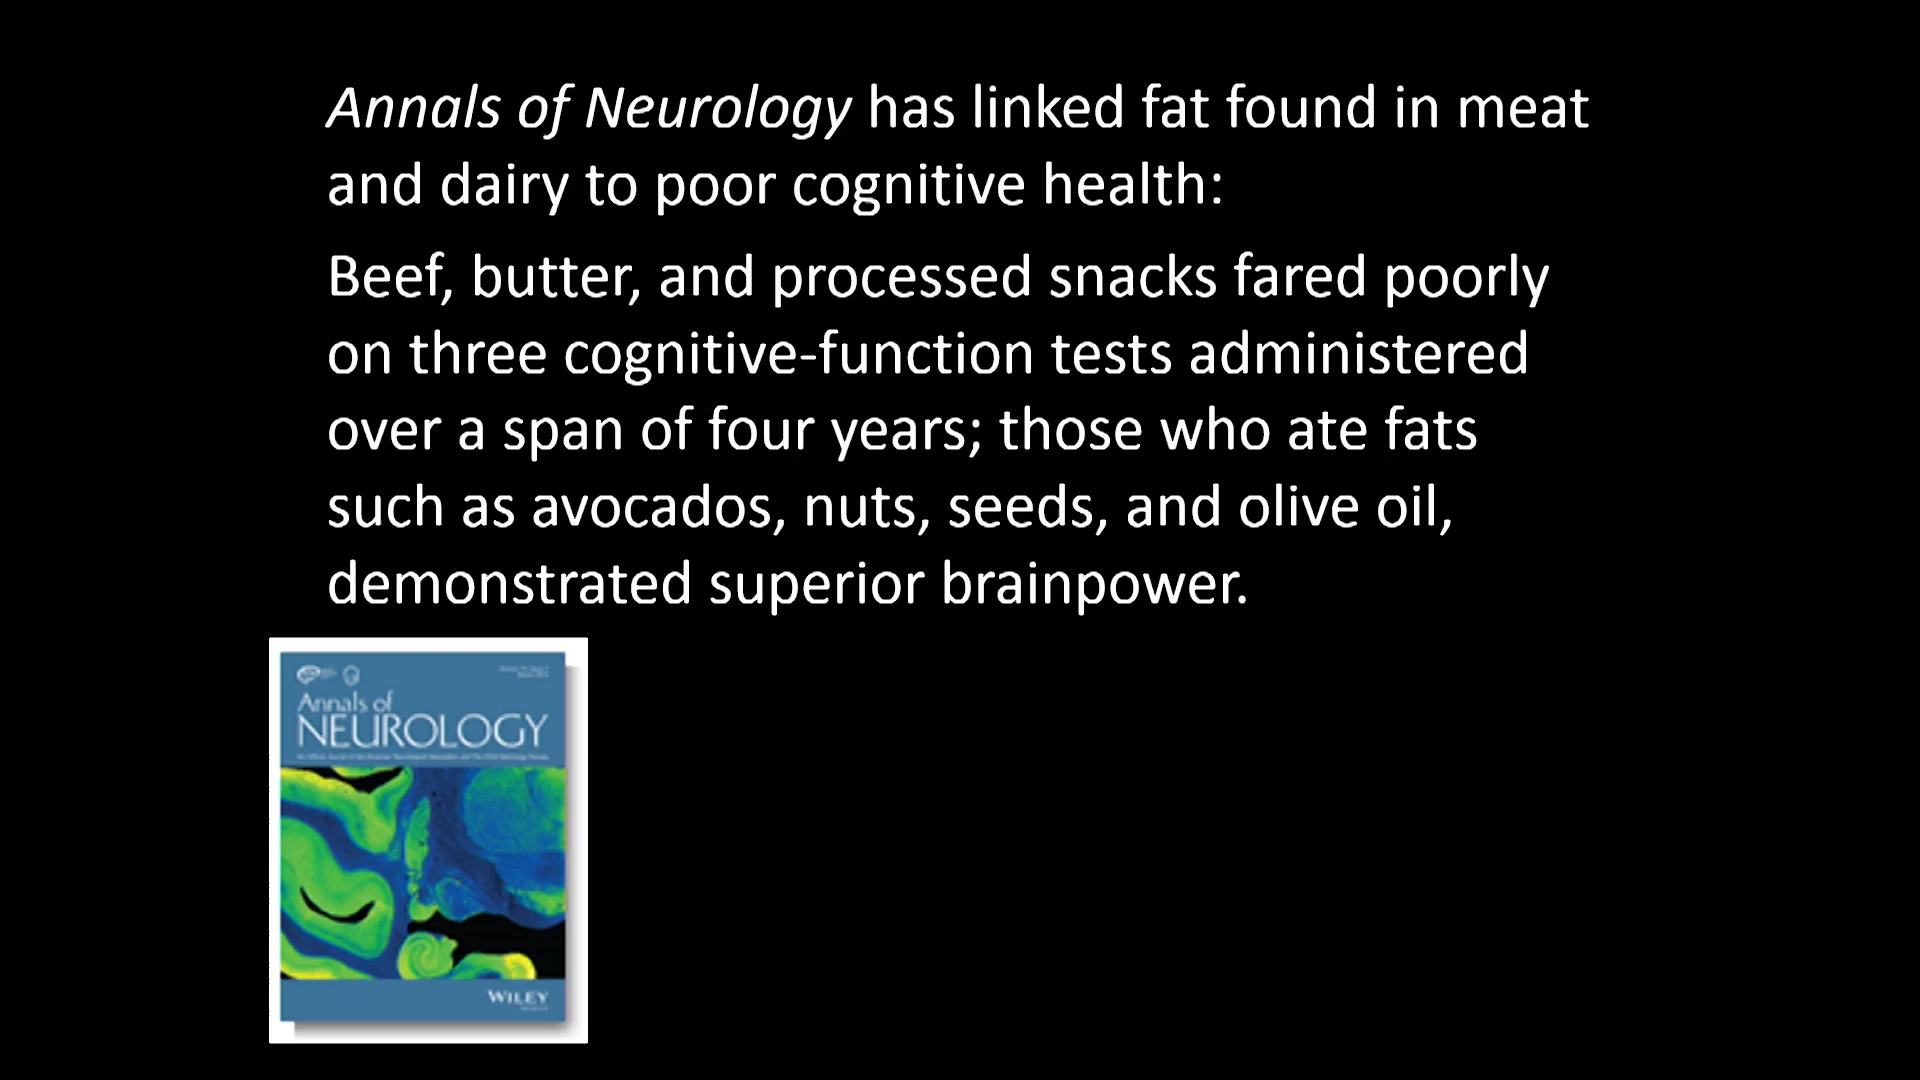 Annals of Neurology has linked fat found in meat
and dairy to poor cognitive health:
Beef, butter, and processed snacks fared poorly
on three cognitive-function tests administered
over a span of four years; those who ate fats
such as avocados, nuts, seeds, and olive oil,
demonstrated superior brainpower.
Annals of
NEUROLOGY
WILEY